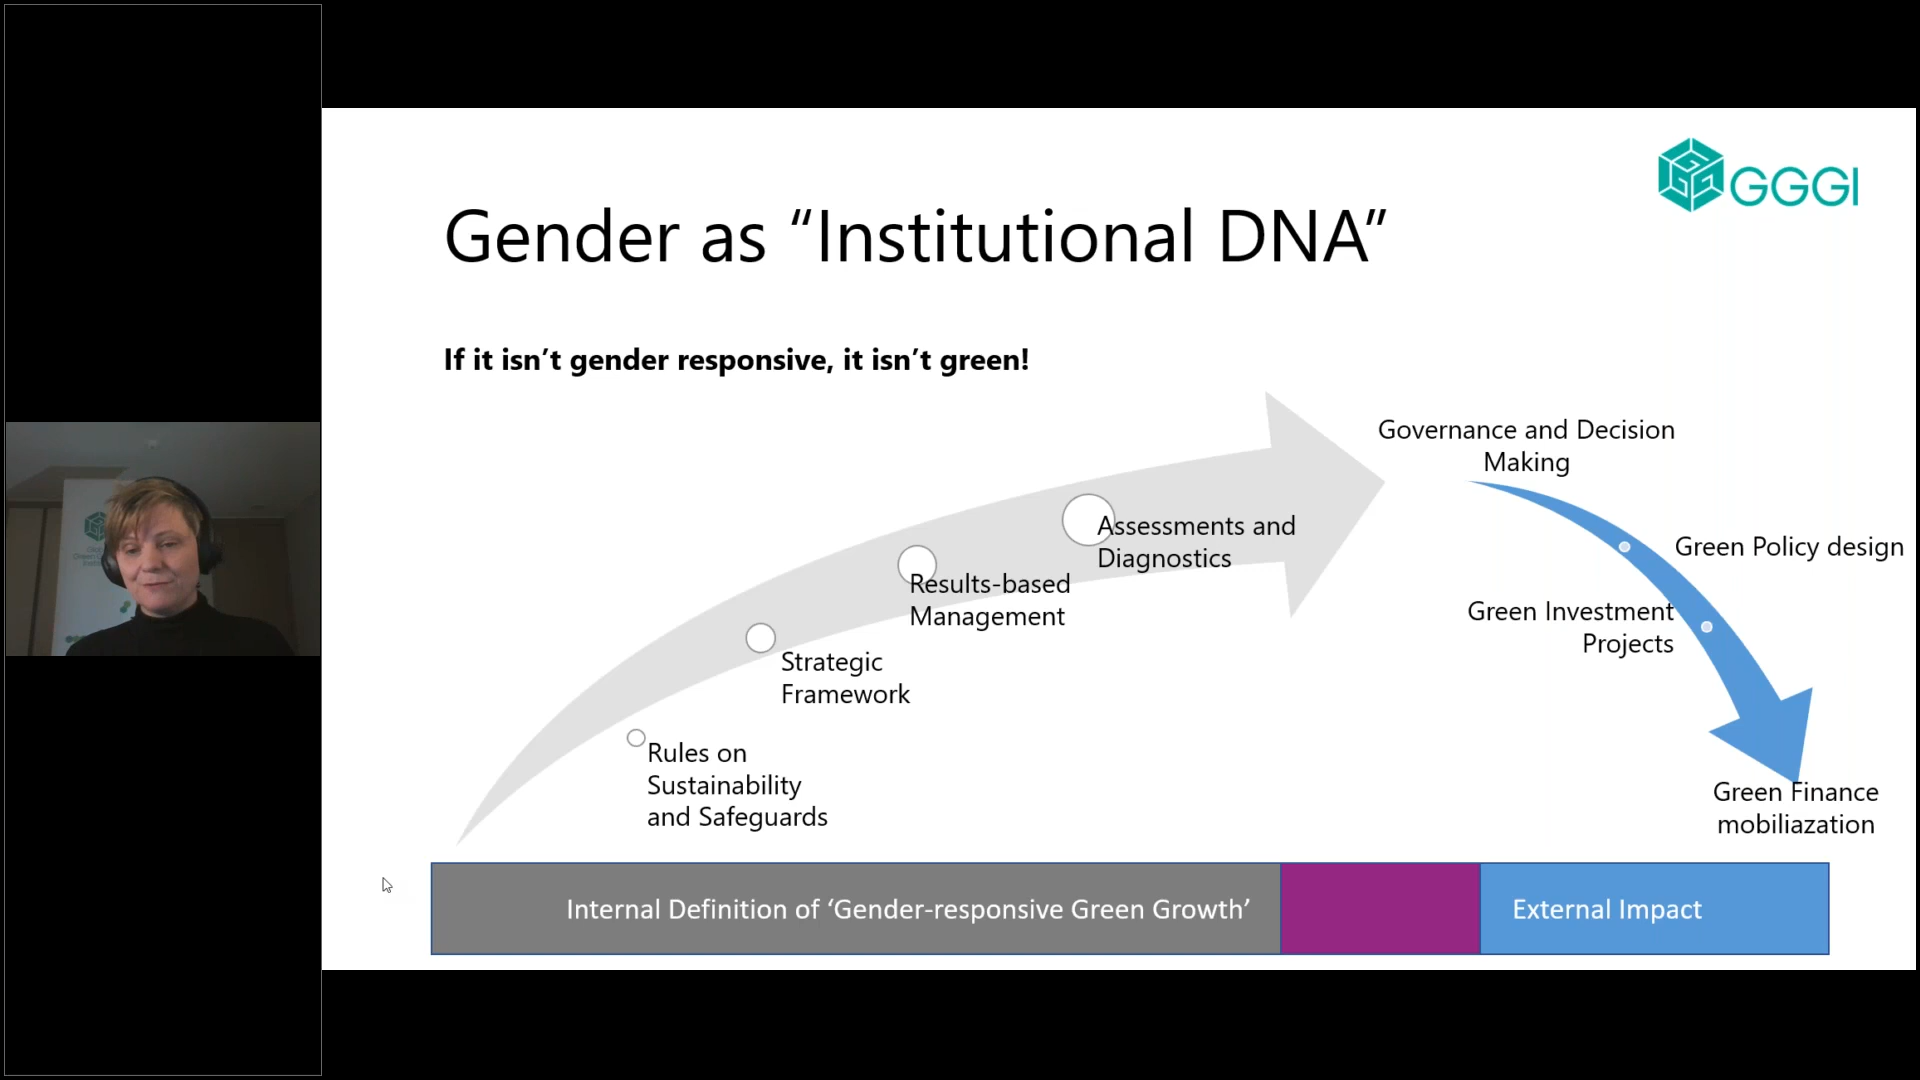 GGGI
Gender as “Institutional DNA”
If it isn’t gender responsive, it isn’t green!
Governance and Decision
Making
Assessments and
Diagnostics
Green Policy design
Results-based
Management
Green Investment
Projects
Strategic
Framework
Rules on
Sustainability
and Safeguards
Green Finance
mobiliazation
Internal Definition of ‘Gender-responsive Green Growth’
External Impact